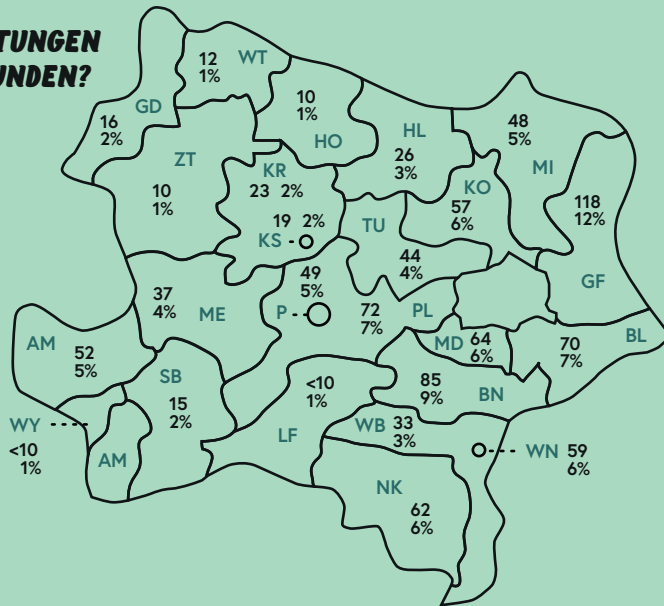 TUNGEN
UNDEN?
12
1%
WT
GD
16
2%
10
1%
HO
HL
26
3%
48
5%
MI
ZT
10
1%
KR
23 2%
19 2%
KS
TU
44
4%
KO
57
6%
118
12%
GF
37
4%
ME
49
5%
P
72
7%
PL
MD
64
6%
70
7%
BL
AM
52
5%
SB
15
2%
<10
1%
LF
85
9%
BN
WB
33
3%
WY
<10
1%
AM
WN
59
6%
NK
62
6%